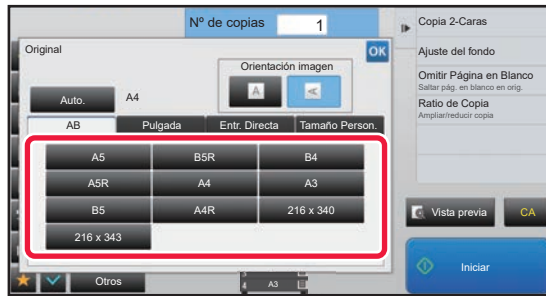 Nº de copias 1
Original
OK
Orientación imagen
A A
Auto. A4
AB Pulgada Entr. Directa Tamaño Person.
A5 B5R B4
A5R A4 A3
B5 A4R 216 x 340
216 x 343
Otros
4 A3
Copia 2-Caras
Ajuste del fondo
Omitir Página en Blanco
Saltar pág. en blanco en orig.
Ratio de Copia
Ampliar/reducir copia
Vista previa CA
Iniciar